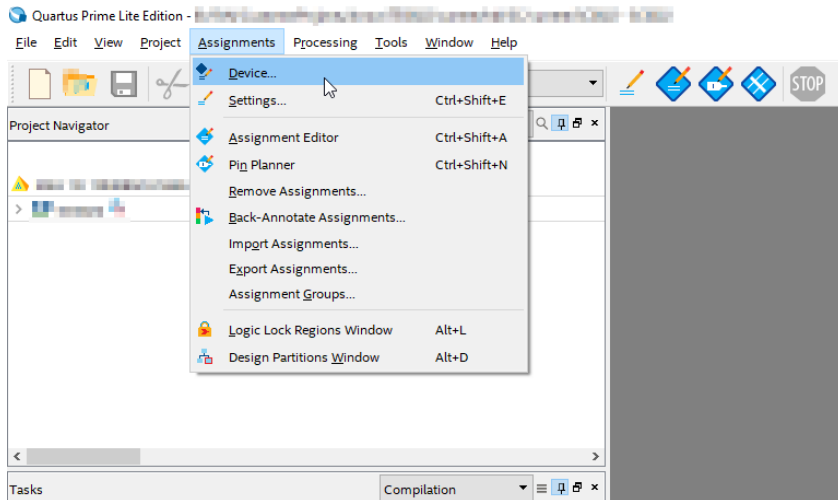 Quartus Prime Lite Edition -
File Edit View Project Assignments Processing Tools Window Help
Device...
Settings... Ctrl+Shift+E
STOP
Project Navigator
Assignment Editor Ctrl+Shift+A
Pin Planner Ctrl+Shift+N
Remove Assignments...
Back-Annotate Assignments...
Import Assignments...
Export Assignments...
Assignment Groups...
Logic Lock Regions Window Alt+L
Design Partitions Window Alt+D
Tasks Compilation